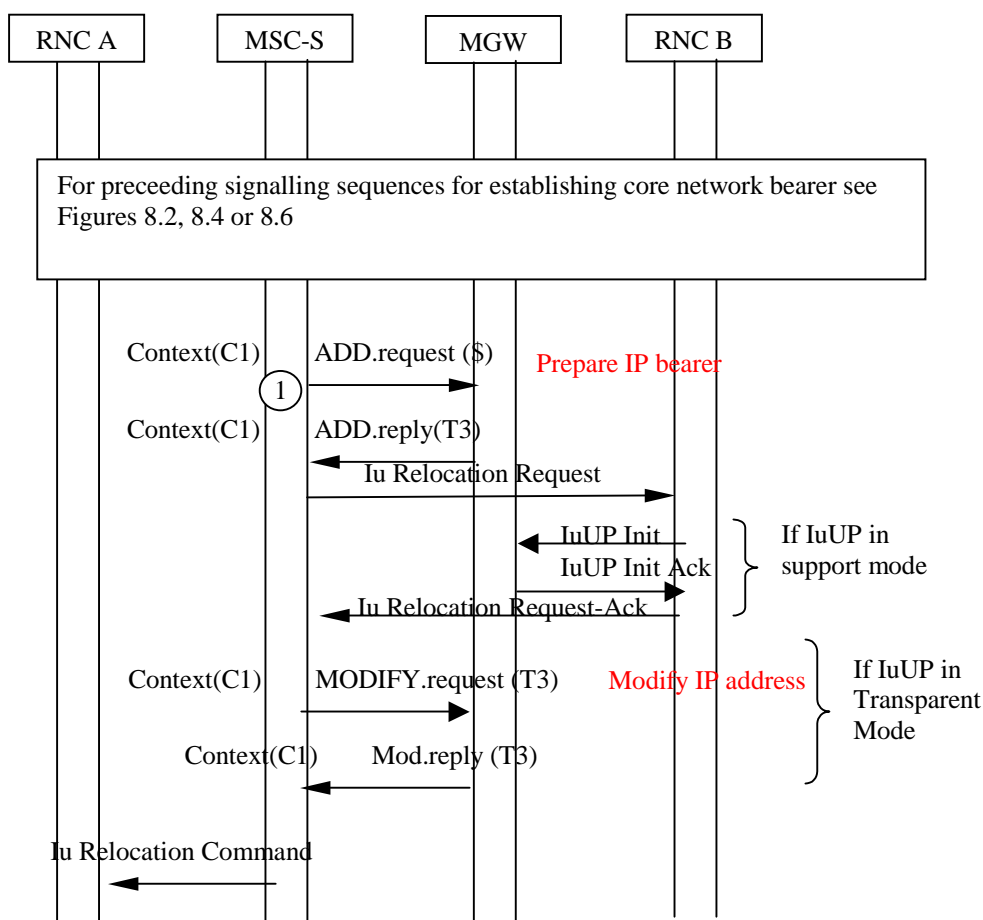 RNC A
MSC-S
MGW
RNC B
For preceeding signalling sequences for establishing core network bearer see
Figures 8.2, 8.4 or 8.6
Context(C1)
ADD.request ($)
Prepare IP bearer
1
Context(C1)
ADD.reply(T3)
Iu Relocation Request
IuUP Init
If IuUP in
support mode
IuUP Init Ack
Iu Relocation Request-Ack
Context(C1)
MODIFY.request (T3)
Modify IP address
If IuUP in
Transparent
Mode
Context(C1)
Mod.reply (T3)
Iu Relocation Command